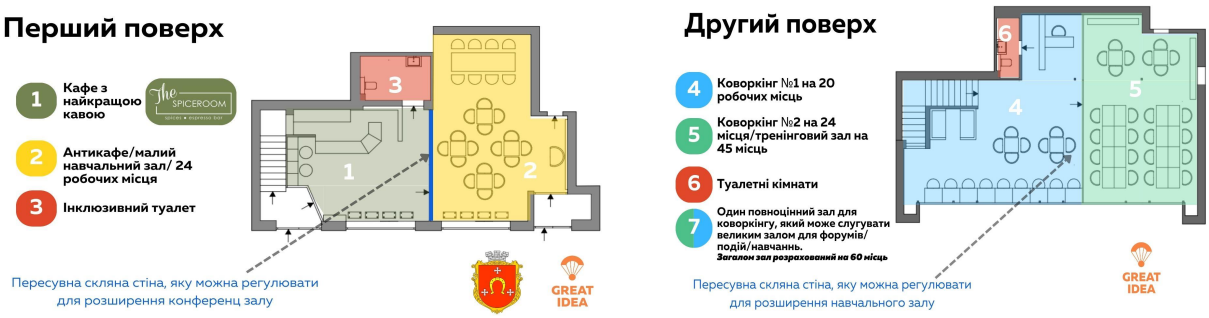 Перший поверх
1
Кафе з
найкращою
кавою
The
SPICEROOM
spices • espresso bar
2
Антикафе/малий
навчальний зал/ 24
робочих місця
3
Інклюзивний туалет
3
1
2
Пересувна скляна стіна, яку можна регулювати
для розширення конференц залу
GREAT
IDEA
Другий поверх
4
Коворкінг №1 на 20
робочих місць
5
Коворкінг №2 на 24
місця/тренінговий зал на
45 місць
6
Туалетні кімнати
7
Один повноцінний зал для
коворкінгу, який може слугувати
великим залом для форумів/
подій/навчаннь.
Загалом зал розрахований на 60 місць
6
4
5
Пересувна скляна стіна, яку можна регулювати
для розширення навчального залу
GREAT
IDEA